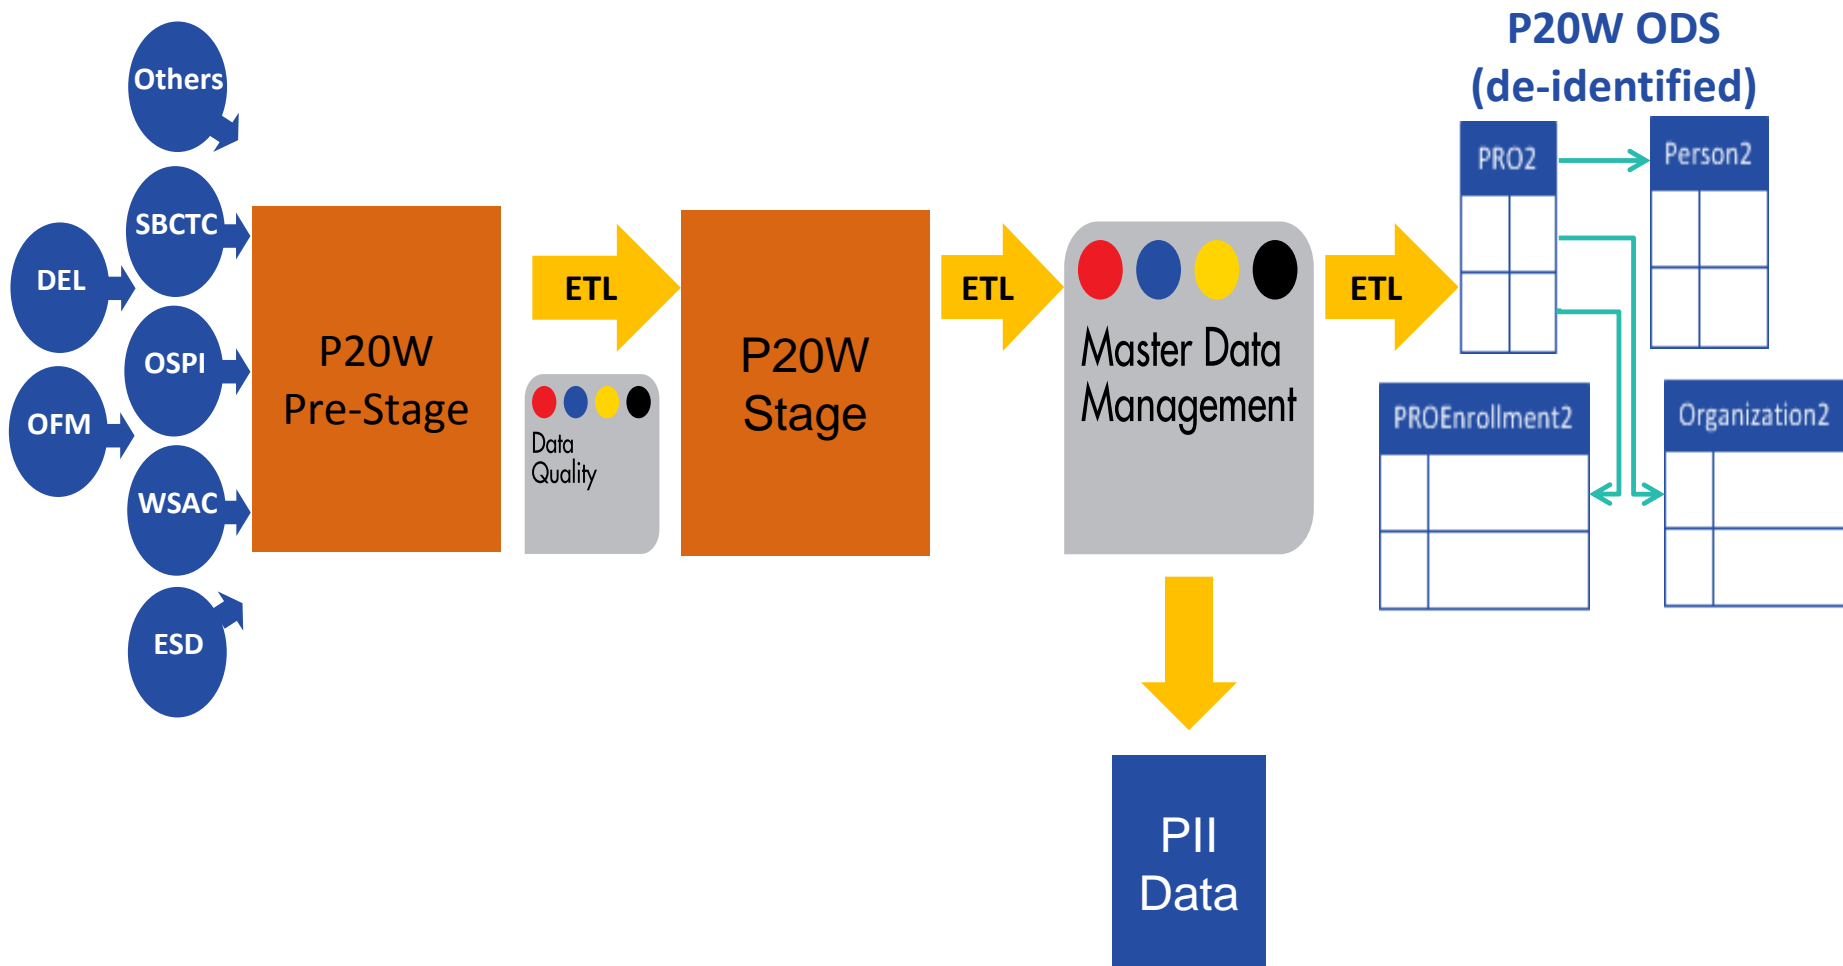 P20W ODS
(de-identified)
Others
SBCTC
DEL
OSPI
OFM
WSAC
ESD
P20W
Pre-Stage
ETL
Data
Quality
P20W
Stage
ETL
Master Data
Management
ETL
PRO2
Person2
PROEnrollment2
Organization2
PII
Data